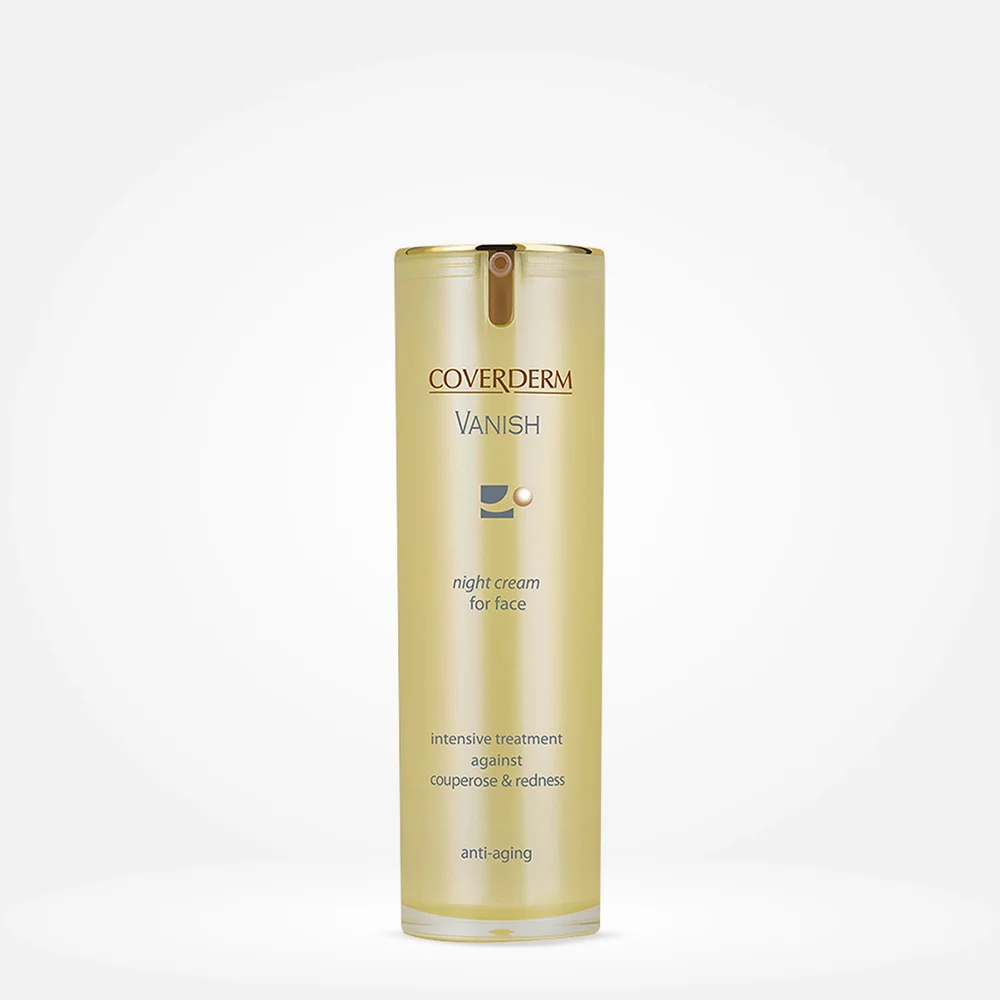 COVERDERM
VANISH
night cream
for face
intensive treatment
against
couperose & redness
anti-aging